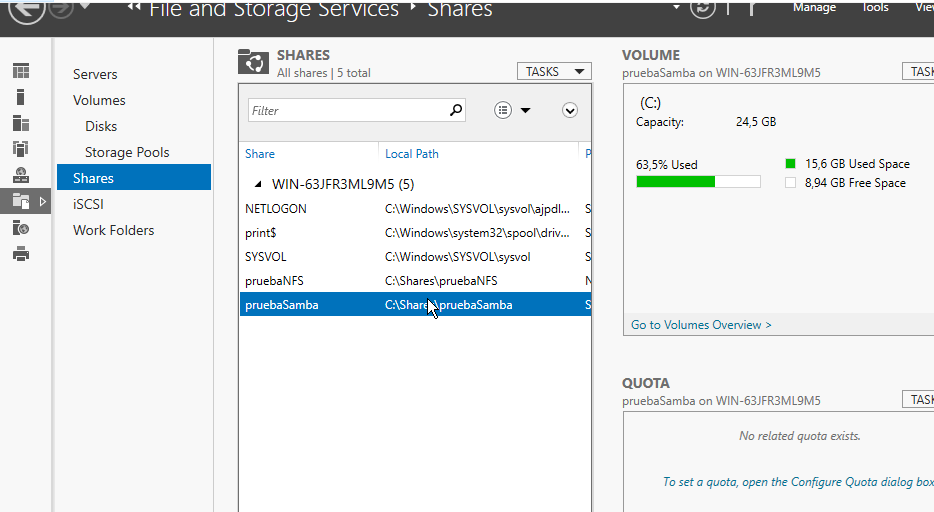 File and Storage Services
Shares
Manage
Tools
SHARES
All shares | 5 total
TASKS
VOLUME
pruebaSamba on WIN-63JFR3ML9M5
Servers
Volumes
Disks
Storage Pools
Shares
iSCSI
Work Folders
Filter
Share
Local Path
WIN-63JFR3ML9M5 (5)
NETLOGON C:\Windows\SYSVOL\sysvol\ajpdl...
print$ C:\Windows\system32\spool\driv...
SYSVOL C:\Windows\SYSVOL\sysvol
pruebaNFS C:\Shares\pruebaNFS
pruebaSamba C:\Shares\pruebaSamba
(C:)
Capacity: 24,5 GB
63,5% Used
15,6 GB Used Space
8,94 GB Free Space
Go to Volumes Overview >
QUOTA
pruebaSamba on WIN-63JFR3ML9M5
No related quota exists.
To set a quota, open the Configure Quota dialog box